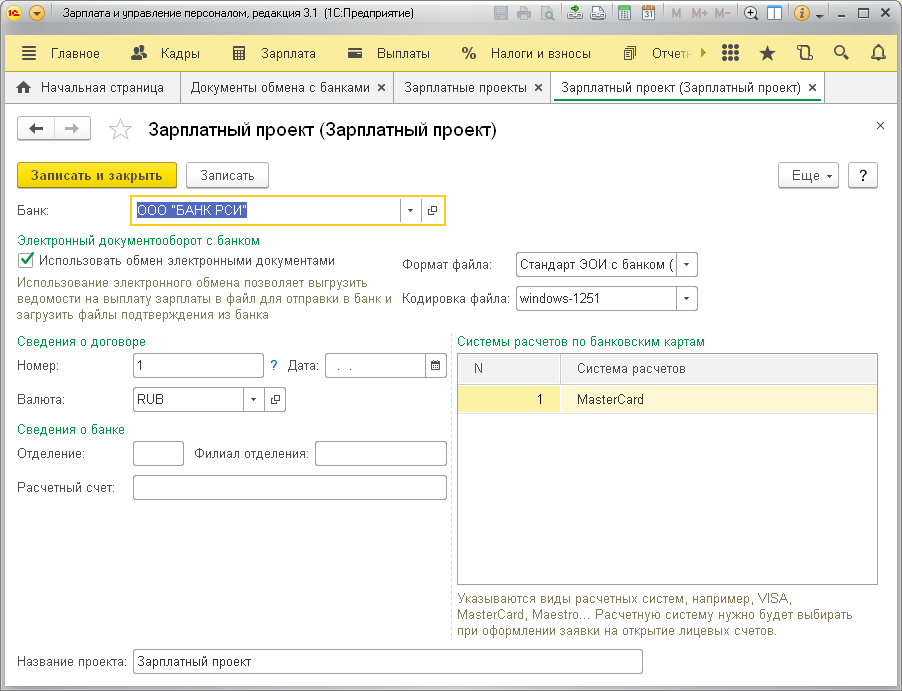 Зарплата и управление персоналом, редакция 3.1 (1С:Предприятие)
M M+ M-
Главное Кадры Зарплата Выплаты % Налоги и взносы
Начальная страница Документы обмена с банками × Зарплатные проекты × Зарплатный проект (Зарплатный проект) ×
Зарплатный проект (Зарплатный проект)
Записать и закрыть Записать Еще ?
Банк: ООО "БАНК РСИ"
Электронный документооборот с банком
Использовать обмен электронными документами
Использование электронного обмена позволяет выгрузить
ведомости на выплату зарплаты в файл для отправки в банк и
загрузить файлы подтверждения из банка
Формат файла: Стандарт ЭОИ с банком (
Кодировка файла: windows-1251
Сведения о договоре
Номер: 1 ? Дата: . .
Валюта: RUB
Сведения о банке
Отделение: Филиал отделения:
Расчетный счет:
Системы расчетов по банковским картам
N Система расчетов
1 MasterCard
Указываются виды расчетных систем, например, VISA,
MasterCard, Maestro... Расчетную систему нужно будет выбирать
при оформлении заявки на открытие лицевых счетов.
Название проекта: Зарплатный проект